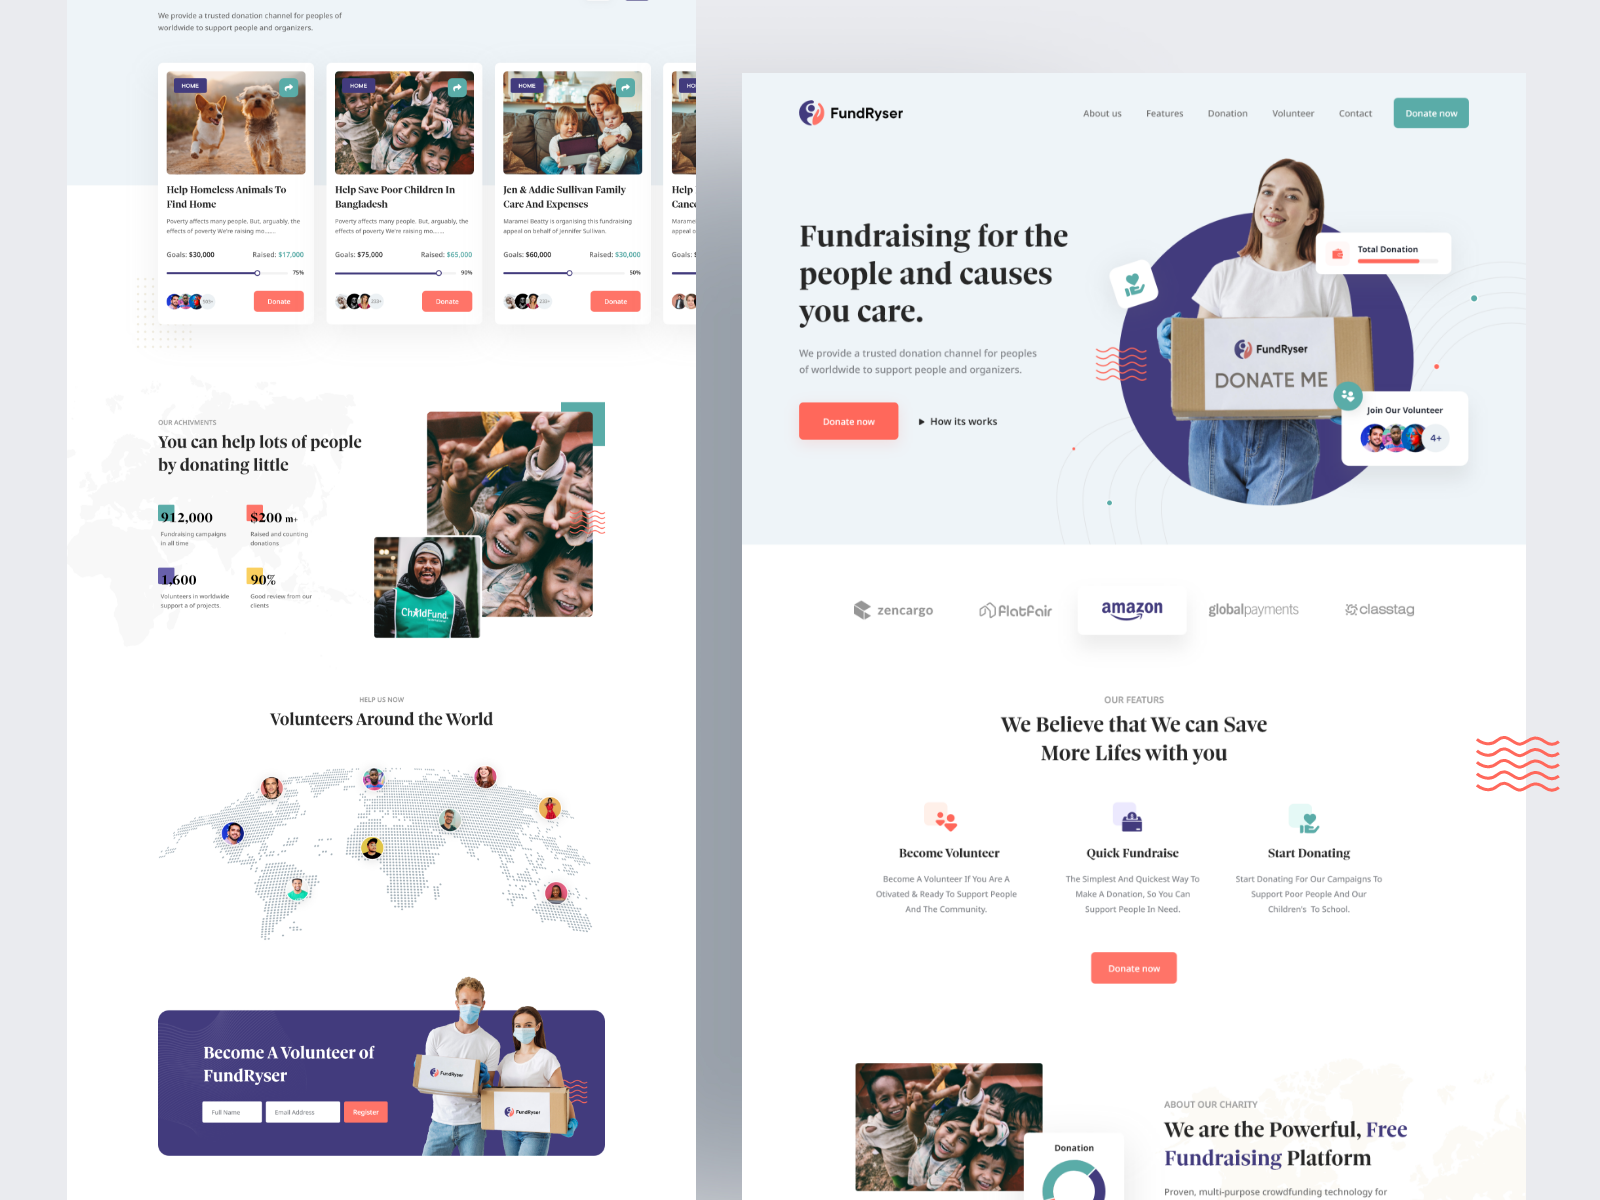 We provide a trusted donation channel for peoples of
worldwide to support people and organizers.
HOME
Help Homeless Animals To
Find Home
Poverty affects many people. But, arguably, the
effects of poverty We're raising mo......
Goals: $30,000 Raised: $17,000
75%
Donate
HOME
Help Save Poor Children In
Bangladesh
Poverty affects many people. But, arguably, the
effects of poverty We're raising mo......
Goals: $75,000 Raised: $65,000
90%
Donate
HOME
Jen & Addie Sullivan Family
Care And Expenses
Maramei Beatty is organising this fundraising
appeal on behalf of Jennifer Sullivan.
Goals: $60,000 Raised: $30,000
50%
Donate
HO
Help
Cance
Marame
appeal
Goals:
OUR ACHIVMENTS
You can help lots of people
by donating little
912,000
Fundraising campaigns
in all time
$200 m+
Raised and counting
donations
1,600
Volunteers in worldwide
support a of projects.
90%
Good review from our
clients
ChildFund.
HELP US NOW
Volunteers Around the World
Become A Volunteer of
FundRyser
Full Name
Email Address
Register
FundRyser
FundRyser
FundRyser
About us
Features
Donation
Volunteer
Contact
Donate now
Fundraising for the
people and causes
you care.
We provide a trusted donation channel for peoples
of worldwide to support people and organizers.
Donate now
How its works
Total Donation
FundRyser
DONATE ME
Join Our Volunteer
4+
zencargo
flatfair
amazon
globalpayments
classtag
OUR FEATURS
We Believe that We can Save
More Lifes with you
Become Volunteer
Become A Volunteer If You Are A
Otivated & Ready To Support People
And The Community.
Quick Fundraise
The Simplest And Quickest Way To
Make A Donation, So You Can
Support People In Need.
Start Donating
Start Donating For Our Campaigns To
Support Poor People And Our
Children's To School.
Donate now
Donation
ABOUT OUR CHARITY
We are the Powerful, Free
Fundraising Platform
Proven, multi-purpose crowdfunding technology for